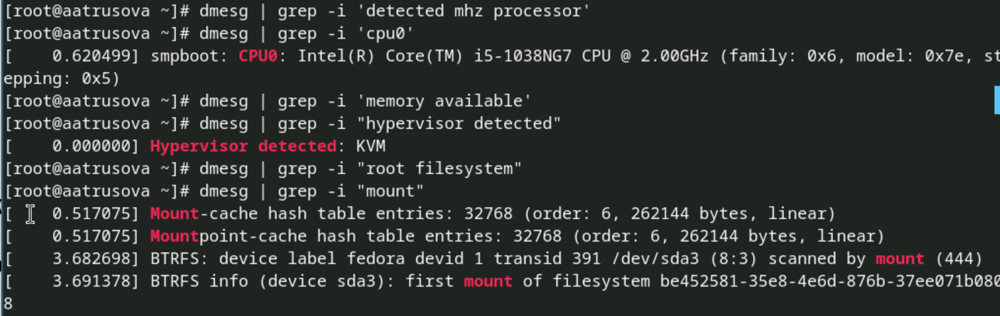 [root@aatrusova ~]# dmesg | grep -i 'detected mhz processor'
[root@aatrusova ~]# dmesg | grep -i 'cpu0'
[    0.620499] smpboot: CPU0: Intel(R) Core(TM) i5-1038NG7 CPU @ 2.00GHz (family: 0x6, model: 0x7e, st
epping: 0x5)
[root@aatrusova ~]# dmesg | grep -i 'memory available'
[root@aatrusova ~]# dmesg | grep -i "hypervisor detected"
[    0.000000] Hypervisor detected: KVM
[root@aatrusova ~]# dmesg | grep -i "root filesystem"
[root@aatrusova ~]# dmesg | grep -i "mount"
[    0.517075] Mount-cache hash table entries: 32768 (order: 6, 262144 bytes, linear)
[    0.517075] Mountpoint-cache hash table entries: 32768 (order: 6, 262144 bytes, linear)
[    3.682698] BTRFS: device label fedora devid 1 transid 391 /dev/sda3 (8:3) scanned by mount (444)
[    3.691378] BTRFS info (device sda3): first mount of filesystem be452581-35e8-4e6d-876b-37ee071b080
8